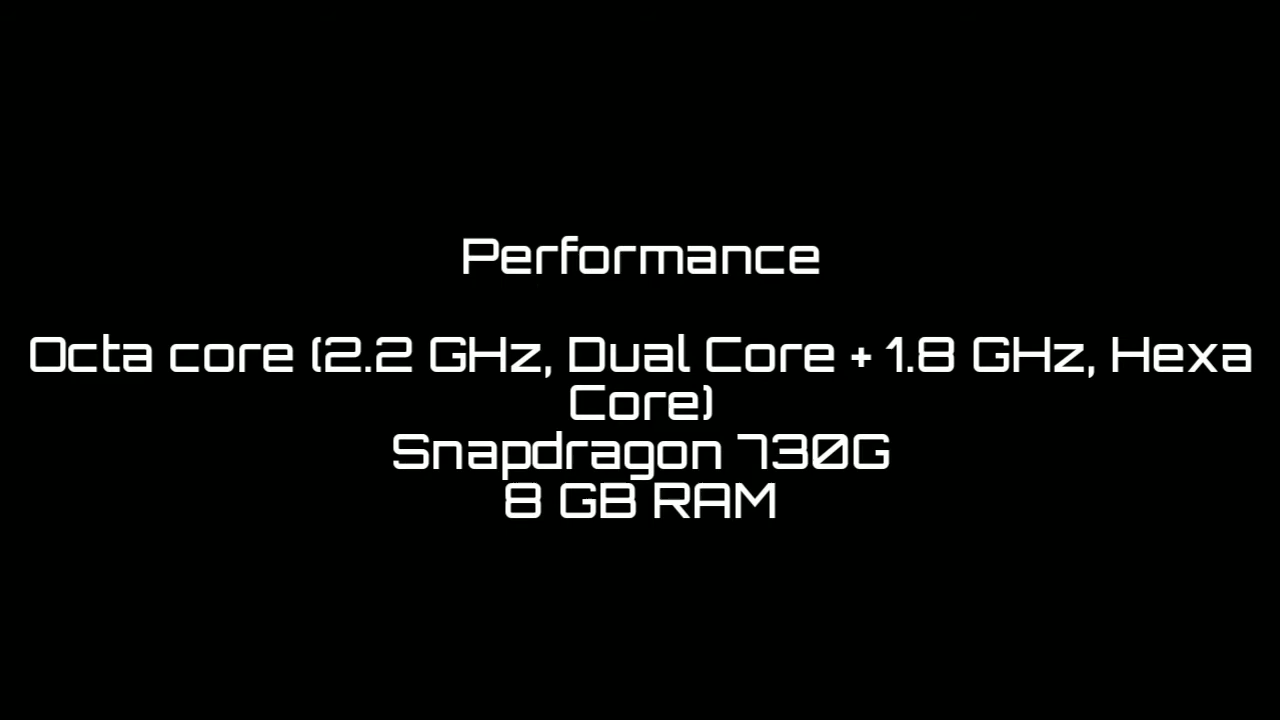 Performance
Octa core (2.2 GHz, Dual Core + 1.8 GHz, Hexa
Core)
Snapdragon 730G
8 GB RAM